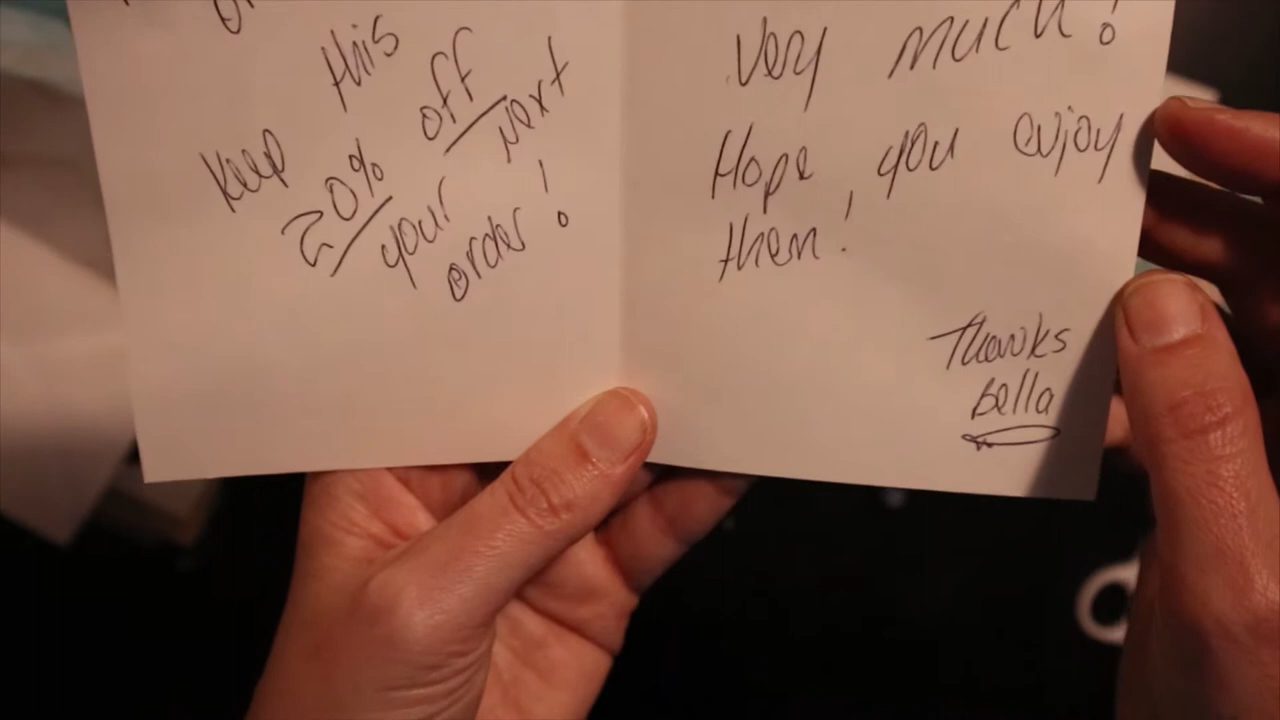 Keep this
20% off
your next
order!
Very much!
Hope you enjoy
them!
Thanks
Bella